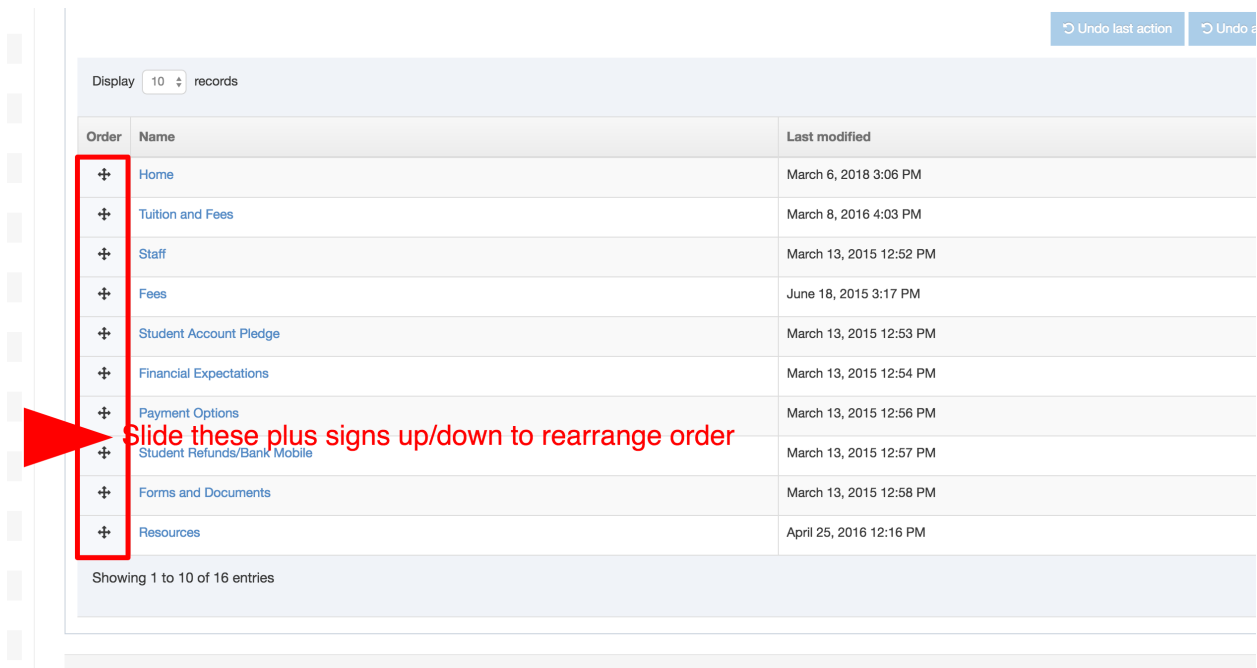 Undo last action Undo a
Display 10 records
Order Name Last modified
Home March 6, 2018 3:06 PM
Tuition and Fees March 8, 2016 4:03 PM
Staff March 13, 2015 12:52 PM
Fees June 18, 2015 3:17 PM
Student Account Pledge March 13, 2015 12:53 PM
Financial Expectations March 13, 2015 12:54 PM
Payment Options March 13, 2015 12:56 PM
Slide these plus signs up/down to rearrange order
Student Refunds/Bank Mobile March 13, 2015 12:57 PM
Forms and Documents March 13, 2015 12:58 PM
Resources April 25, 2016 12:16 PM
Showing 1 to 10 of 16 entries